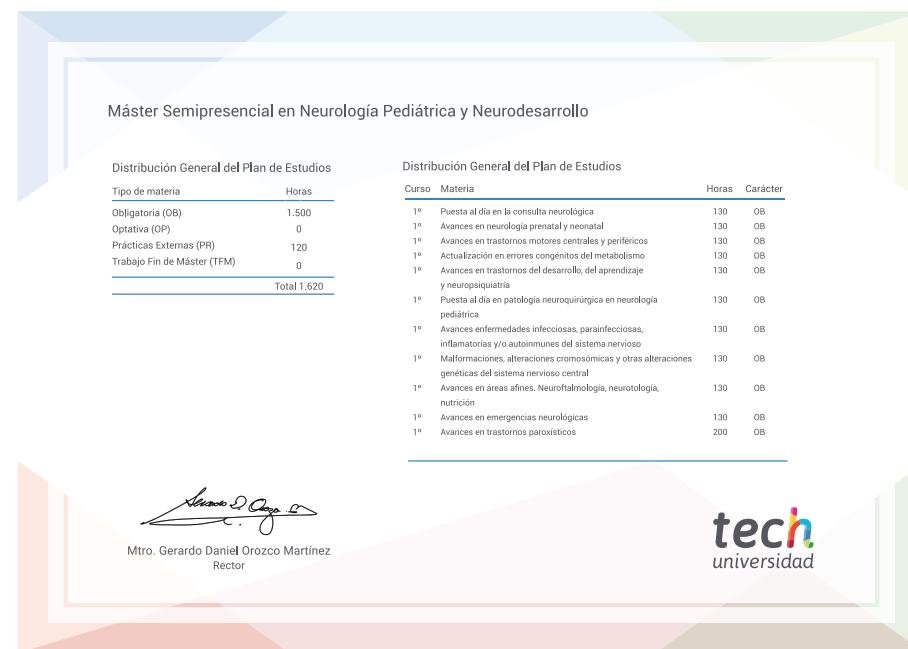 Máster Semipresencial en Neurología Pediátrica y Neurodesarrollo
Distribución General del Plan de Estudios
Tipo de materia Horas
Obligatoria (OB) 1.500
Optativa (OP) 0
Prácticas Externas (PR) 120
Trabajo Fin de Máster (TFM) 0
Total 1.620
Distribución General del Plan de Estudios
Curso Materia Horas Carácter
1º Puesta al día en la consulta neurológica 130 OB
1º Avances en neurología prenatal y neonatal 130 OB
1º Avances en trastornos motores centrales y periféricos 130 OB
1º Actualización en errores congénitos del metabolismo 130 OB
1º Avances en trastornos del desarrollo, del aprendizaje 130 OB
y neuropsiquiatría
1º Puesta al día en patología neuroquirúrgica en neurología 130 OB
pediátrica
1º Avances enfermedades infecciosas, parainfecciosas, 130 OB
inflamatorias y/o autoinmunes del sistema nervioso
1º Malformaciones, alteraciones cromosómicas y otras alteraciones 130 OB
genéticas del sistema nervioso central
1º Avances en áreas afines. Neuroftalmología, neurotología, 130 OB
nutrición
1º Avances en emergencias neurológicas 130 OB
1º Avances en trastornos paroxísticos 200 OB
Mtro. Gerardo Daniel Orozco Martínez
Rector
tech
universidad